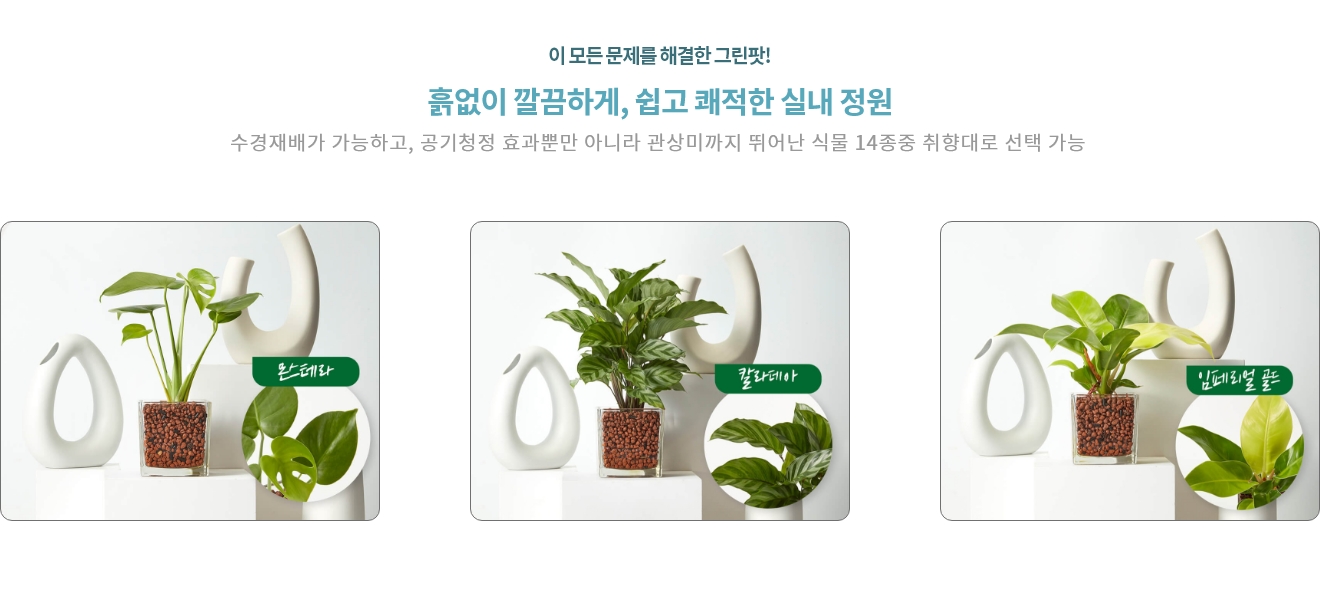 이 모든 문제를 해결한 그린팟!
흙없이 깔끔하게, 쉽고 쾌적한 실내 정원
수경재배가 가능하고, 공기청정 효과뿐만 아니라 관상미까지 뛰어난 식물 14종중 취향대로 선택 가능
몬스테라
칼라데아
임페리얼 골드